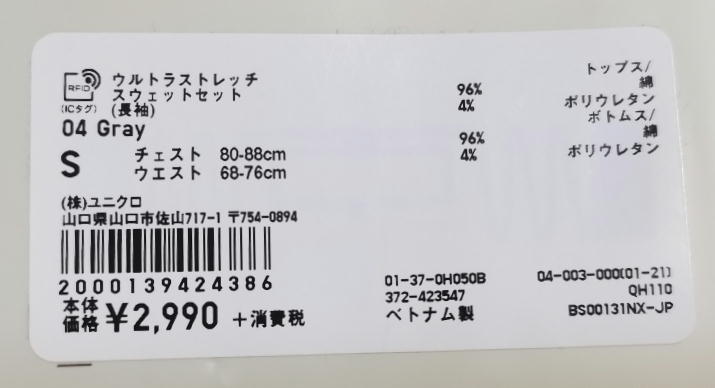 RFID
(ICタグ)
ウルトラストレッチ
スウェットセット
(長袖)
04 Gray
S
チェスト 80-88cm
ウエスト 68-76cm
トップス/
96% 綿
4% ポリウレタン
ボトムス/
96% 綿
4% ポリウレタン
(株)ユニクロ
山口県山口市佐山717-1 〒754-0894
2000139424386
本体価格 ¥2,990 +消費税
01-37-0H050B
372-423547
ベトナム製
04-003-000(01-21)
QH110
BS00131NX-JP